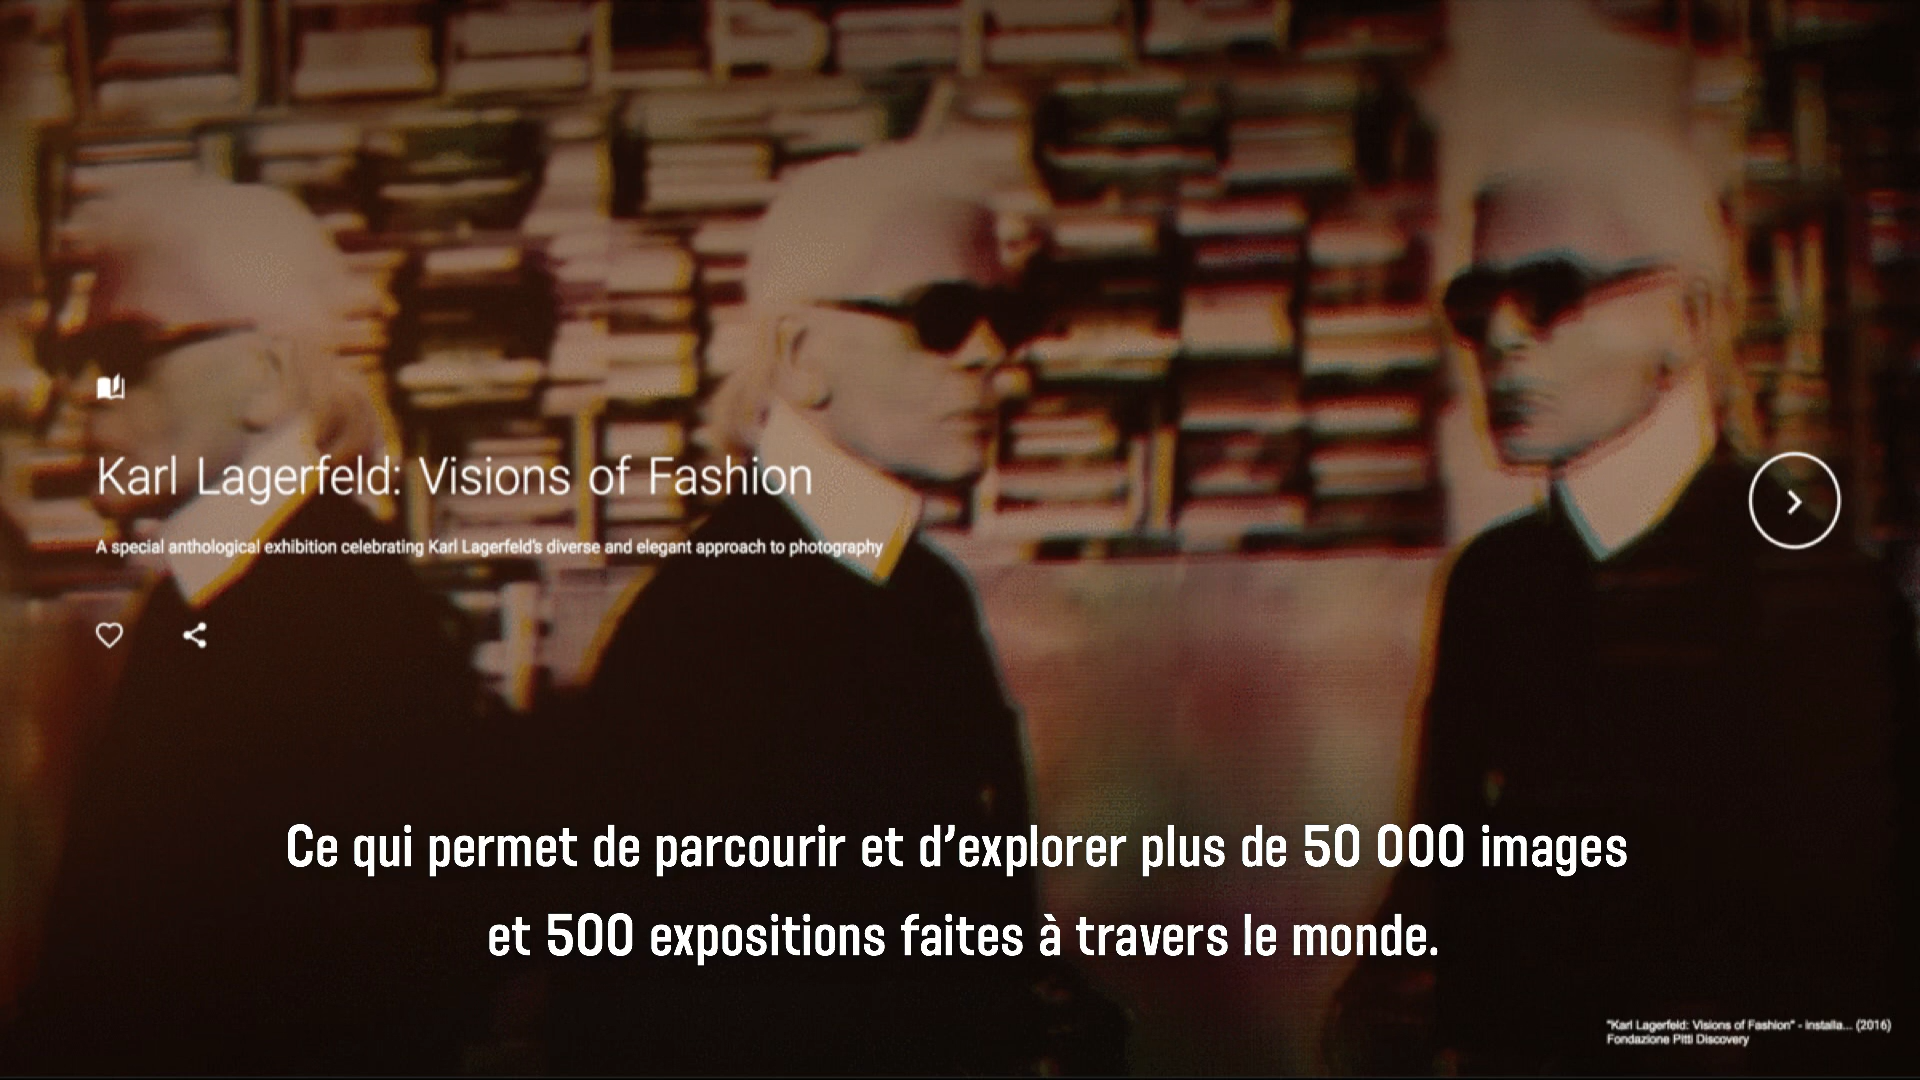 Karl Lagerfeld: Visions of Fashion
A special anthological exhibition celebrating Karl Lagerfeld's diverse and elegant approach to photography
Ce qui permet de parcourir et d’explorer plus de 50 000 images
et 500 expositions faites à travers le monde.
"Karl Lagerfeld: Visions of Fashion" - Installa... (2016)
Fondazione Pitti Discovery